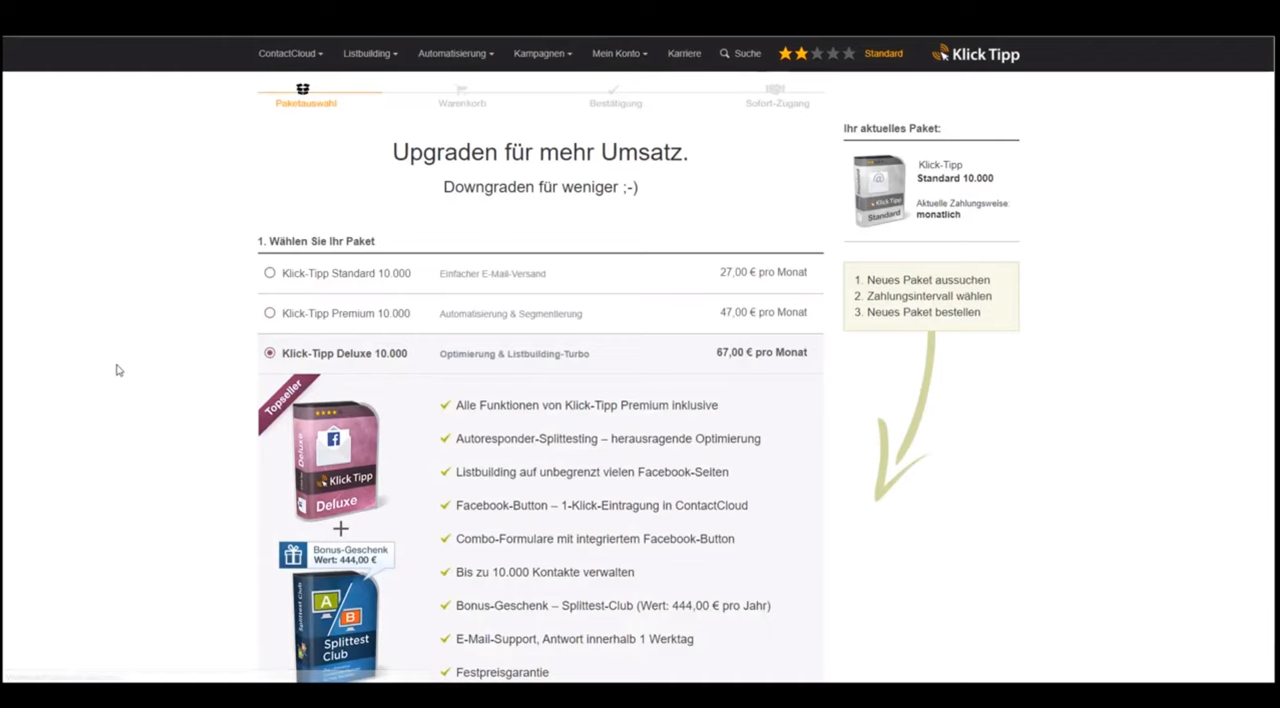 ContactCloud
Listbuilding
Automatisierung
Kampagnen
Mein Konto
Karriere
Suche
Standard
Klick Tipp
Paketauswahl
Warenkorb
Bestätigung
Sofort-Zugang
Upgraden für mehr Umsatz.
Downgraden für weniger ;-)
Ihr aktuelles Paket:
@
Klick Tipp
Standard
Klick-Tipp
Standard 10.000
Aktuelle Zahlungsweise:
monatlich
1. Neues Paket aussuchen
2. Zahlungsintervall wählen
3. Neues Paket bestellen
1. Wählen Sie Ihr Paket
Klick-Tipp Standard 10.000 Einfacher E-Mail-Versand 27,00 € pro Monat
Klick-Tipp Premium 10.000 Automatisierung & Segmentierung 47,00 € pro Monat
Klick-Tipp Deluxe 10.000 Optimierung & Listbuilding-Turbo 67,00 € pro Monat
Topseller
Deluxe
Klick Tipp
Deluxe
+
Bonus-Geschenk
Wert: 444,00 €
Splittest Club
A
B
Splittest
Club
Alle Funktionen von Klick-Tipp Premium inklusive
Autoresponder-Splittesting – herausragende Optimierung
Listbuilding auf unbegrenzt vielen Facebook-Seiten
Facebook-Button – 1-Klick-Eintragung in ContactCloud
Combo-Formulare mit integriertem Facebook-Button
Bis zu 10.000 Kontakte verwalten
Bonus-Geschenk – Splittest-Club (Wert: 444,00 € pro Jahr)
E-Mail-Support, Antwort innerhalb 1 Werktag
Festpreisgarantie